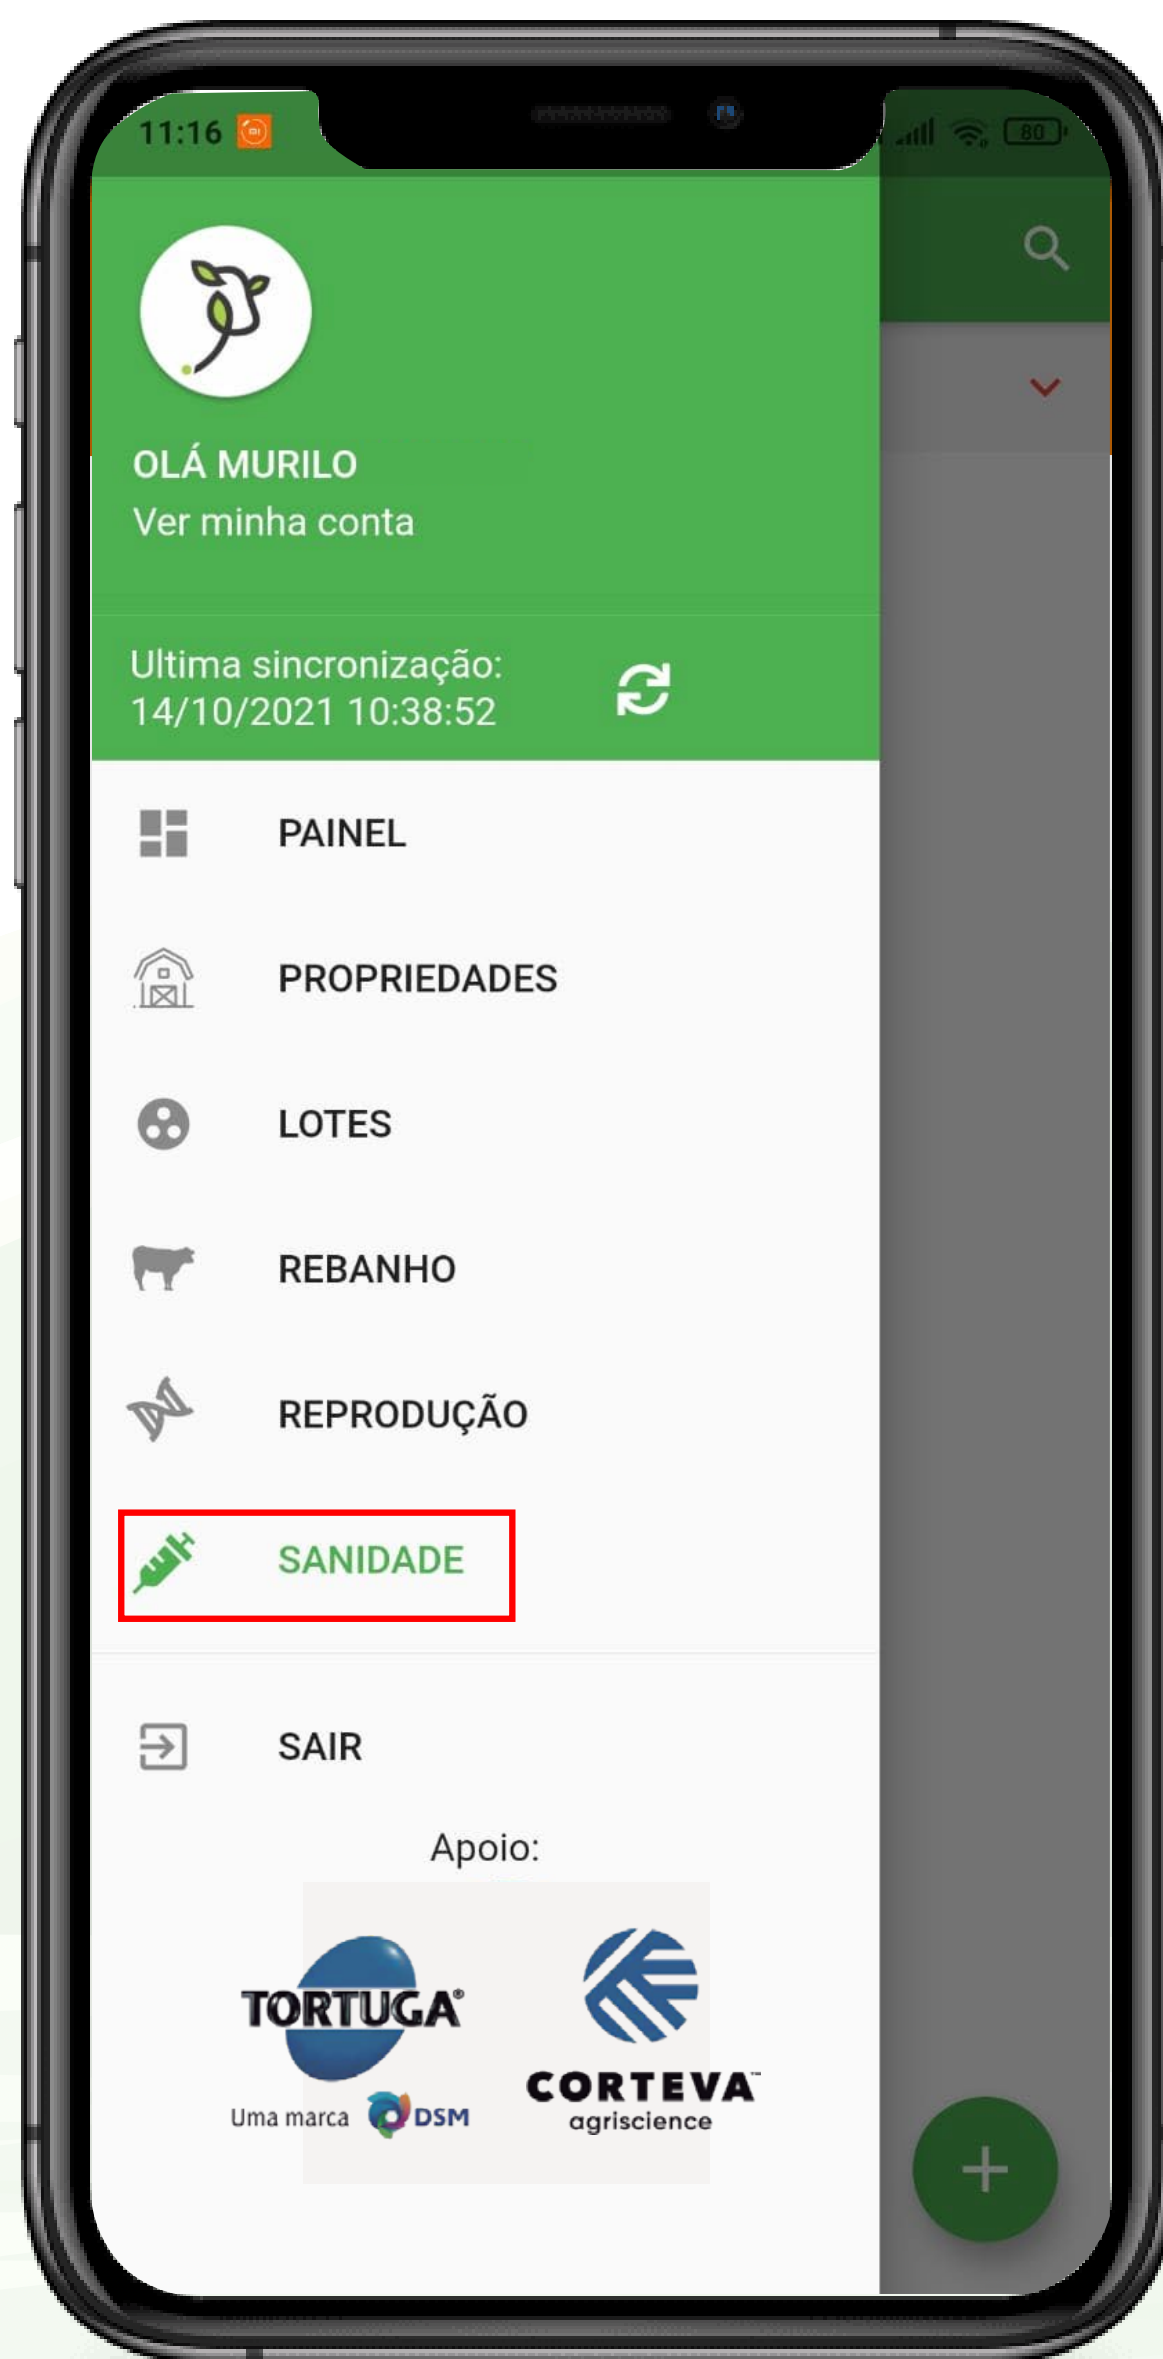 11:16
80
OLÁ MURILO
Ver minha conta
Ultima sincronização:
14/10/2021 10:38:52
PAINEL
PROPRIEDADES
LOTES
REBANHO
REPRODUÇÃO
SANIDADE
SAIR
Apoio:
TORTUGA®
Uma marca DSM
CORTEVA™
agriscience